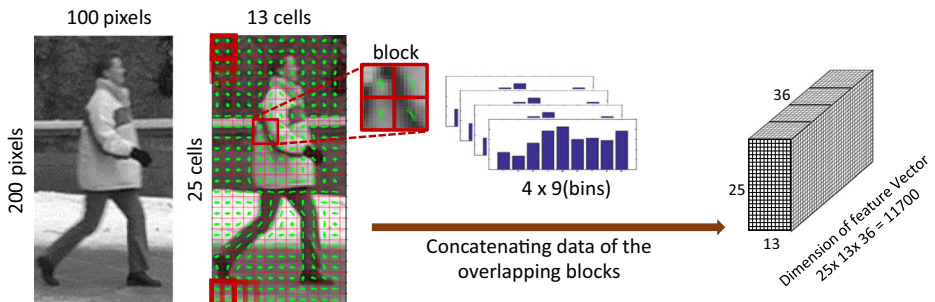 100 pixels
13 cells
200 pixels
25 cells
block
4 x 9(bins)
Concatenating data of the
overlapping blocks
36
25
13
Dimension of feature Vector
25x 13x 36 = 11700